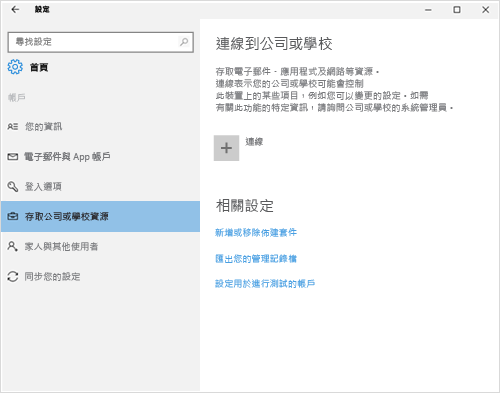 設定
尋找設定
首頁
帳戶
您的資訊
電子郵件與 App 帳戶
登入選項
存取公司或學校資源
家人與其他使用者
同步您的設定
連線到公司或學校
存取電子郵件、應用程式及網路等資源。
連線表示您的公司或學校可能會控制
此裝置上的某些項目，例如您可以變更的設定。如需
有關此功能的特定資訊，請詢問公司或學校的系統管理員。
連線
相關設定
新增或移除佈建套件
匯出您的管理記錄檔
設定用於進行測試的帳戶